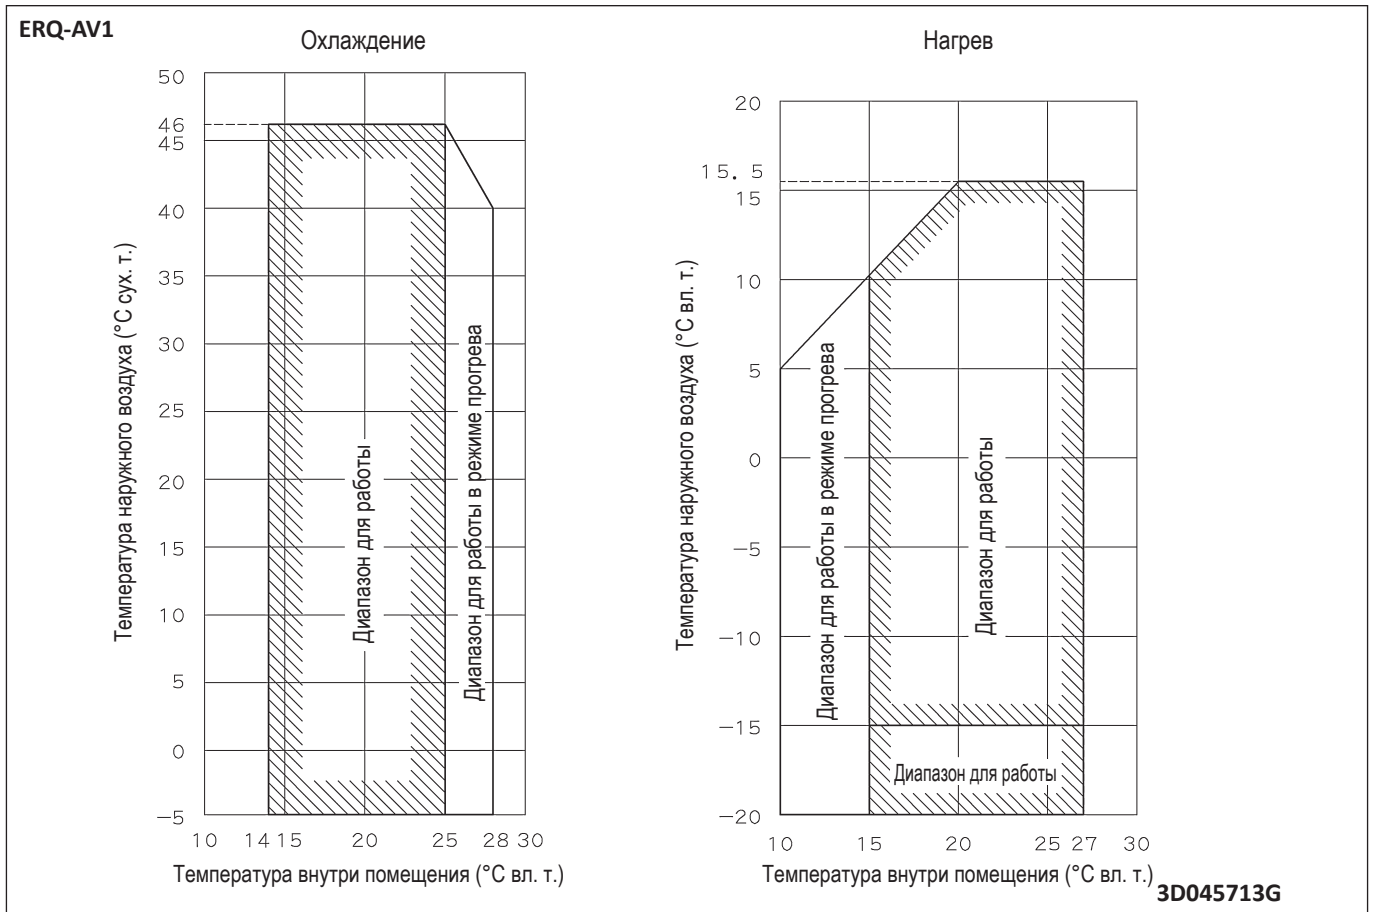 ERQ-AV1
Охлаждение
50
46
45
40
35
30
25
20
15
10
5
0
−5
10 14 15 20 25 28 30
Температура наружного воздуха (°C сух. т.)
Диапазон для работы
Диапазон для работы в режиме прогрева
Температура внутри помещения (°C вл. т.)
Нагрев
20
15. 5
15
10
5
0
−5
−10
−15
−20
10 15 20 25 27 30
Температура наружного воздуха (°C вл. т.)
Диапазон для работы в режиме прогрева
Диапазон для работы
Диапазон для работы
Температура внутри помещения (°C вл. т.)
3D045713G